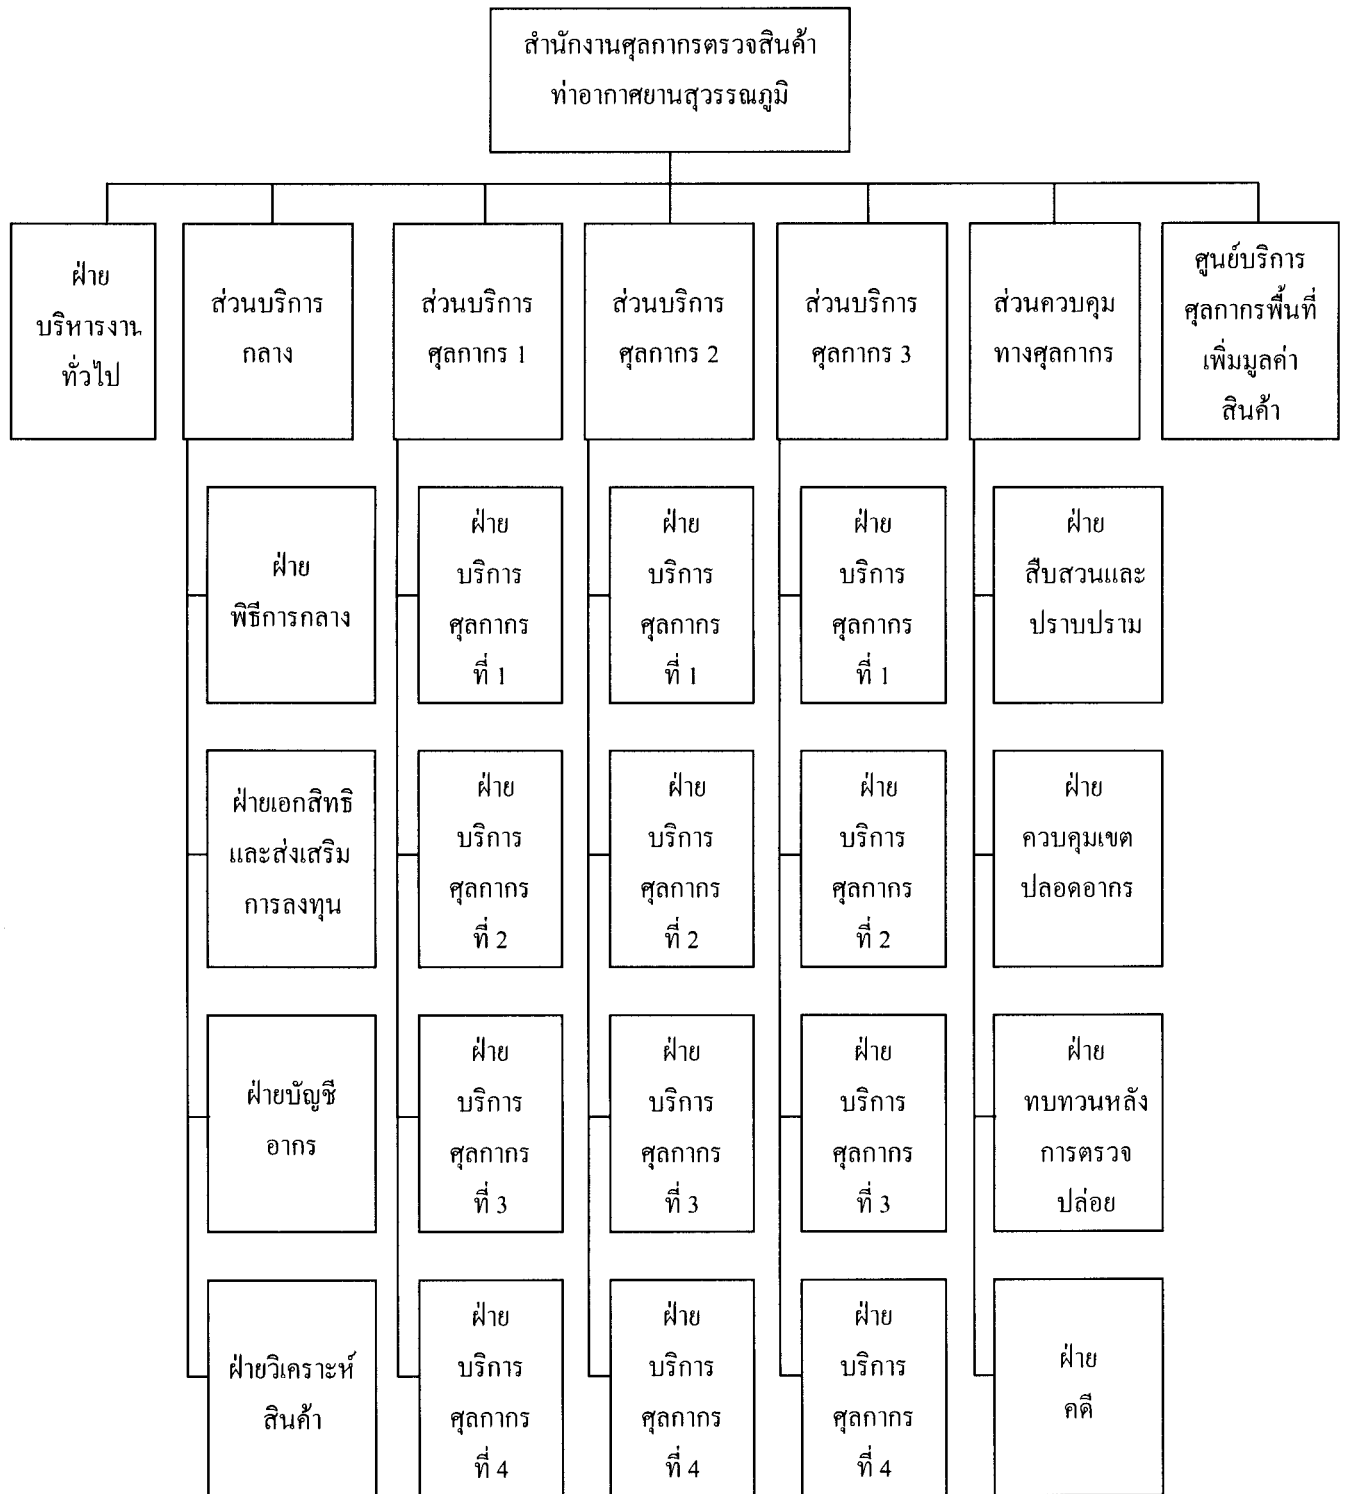 สำนักงานศุลกากรตรวจสินค้า
ท่าอากาศยานสุวรรณภูมิ
ฝ่าย
บริหารงาน
ทั่วไป
ส่วนบริการ
กลาง
ส่วนบริการ
ศุลกากร 1
ส่วนบริการ
ศุลกากร 2
ส่วนบริการ
ศุลกากร 3
ส่วนควบคุม
ทางศุลกากร
ศูนย์บริการ
ศุลกากรพื้นที่
เพิ่มมูลค่า
สินค้า
ฝ่าย
พิธีการกลาง
ฝ่าย
บริการ
ศุลกากร
ที่ 1
ฝ่าย
บริการ
ศุลกากร
ที่ 1
ฝ่าย
บริการ
ศุลกากร
ที่ 1
ฝ่าย
สืบสวนและ
ปราบปราม
ฝ่ายเอกสิทธิ
และส่งเสริม
การลงทุน
ฝ่าย
บริการ
ศุลกากร
ที่ 2
ฝ่าย
บริการ
ศุลกากร
ที่ 2
ฝ่าย
บริการ
ศุลกากร
ที่ 2
ฝ่าย
ควบคุมเขต
ปลอดอากร
ฝ่ายบัญชี
อากร
ฝ่าย
บริการ
ศุลกากร
ที่ 3
ฝ่าย
บริการ
ศุลกากร
ที่ 3
ฝ่าย
บริการ
ศุลกากร
ที่ 3
ฝ่าย
ทบทวนหลัง
การตรวจ
ปล่อย
ฝ่ายวิเคราะห์
สินค้า
ฝ่าย
บริการ
ศุลกากร
ที่ 4
ฝ่าย
บริการ
ศุลกากร
ที่ 4
ฝ่าย
บริการ
ศุลกากร
ที่ 4
ฝ่าย
คดี